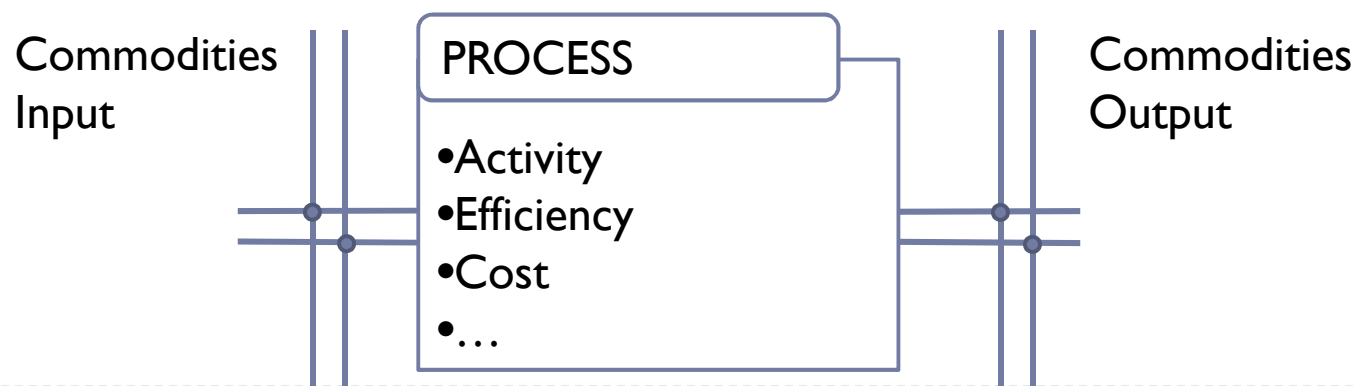 Commodities
Input
PROCESS
•Activity
•Efficiency
•Cost
•…
Commodities
Output